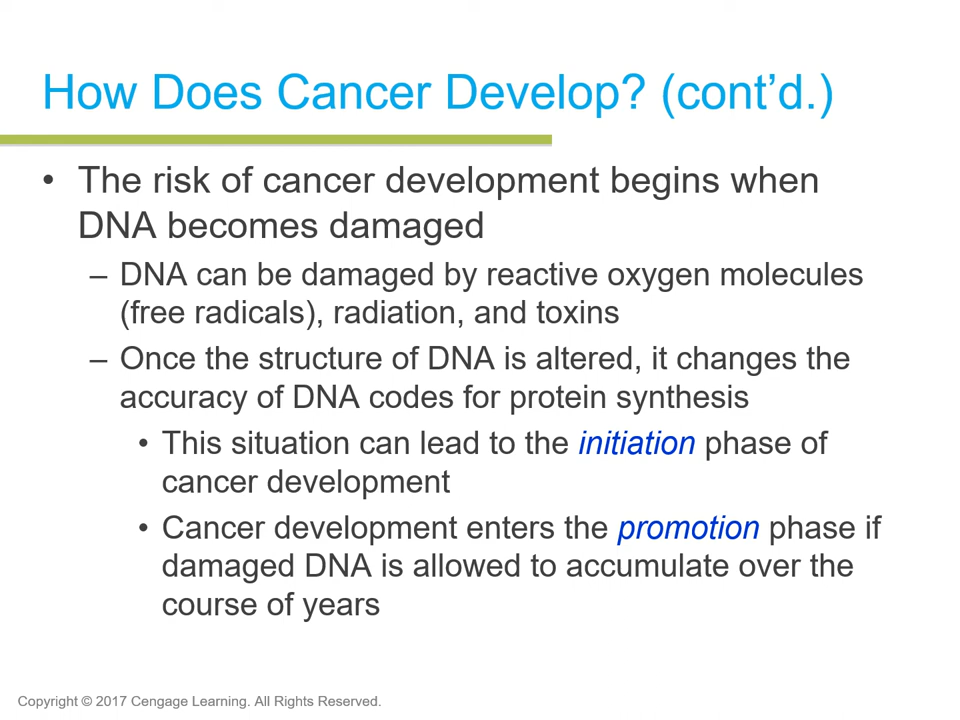 How Does Cancer Develop? (cont’d.)
• The risk of cancer development begins when
DNA becomes damaged
– DNA can be damaged by reactive oxygen molecules
(free radicals), radiation, and toxins
– Once the structure of DNA is altered, it changes the
accuracy of DNA codes for protein synthesis
• This situation can lead to the initiation phase of
cancer development
• Cancer development enters the promotion phase if
damaged DNA is allowed to accumulate over the
course of years
Copyright © 2017 Cengage Learning. All Rights Reserved.